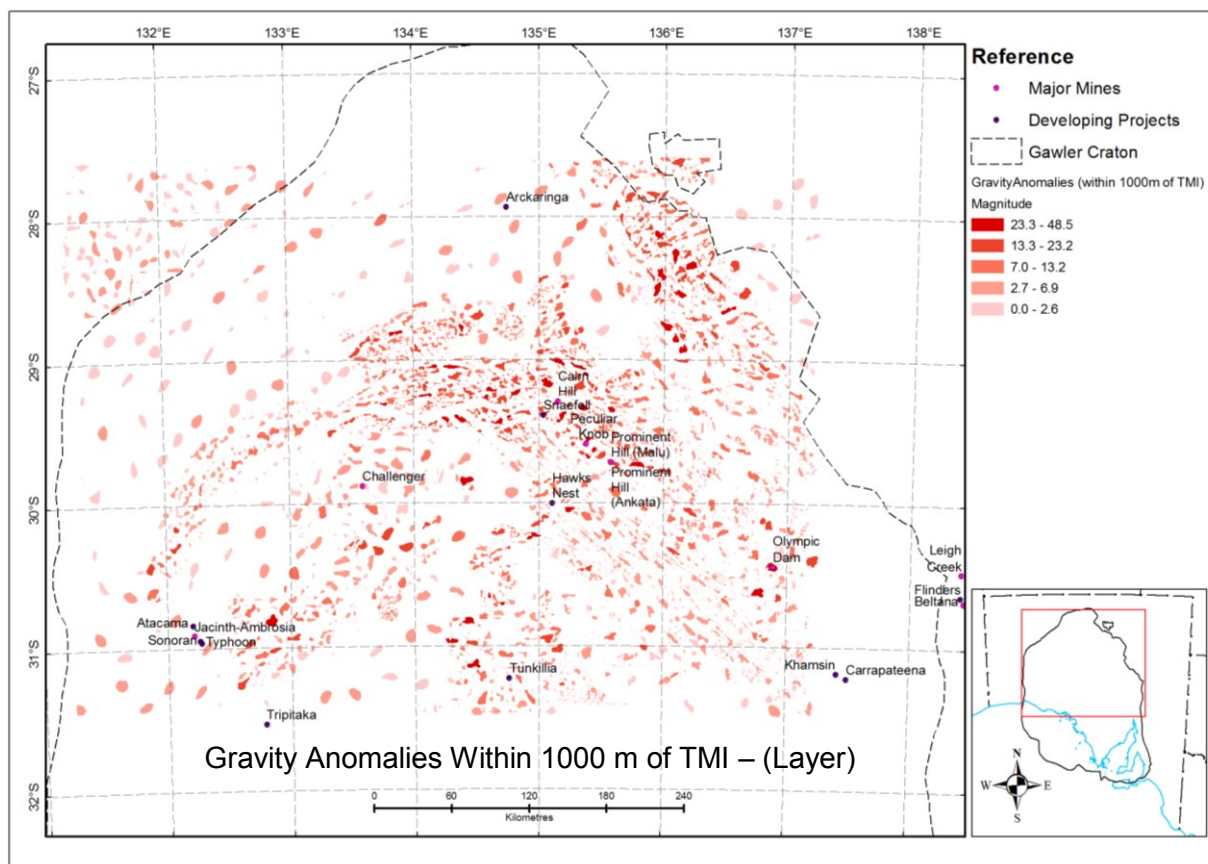 132°E 133°E 134°E 135°E 136°E 137°E 138°E
27°S
28°S
29°S
30°S
31°S
32°S
Arckaringa
Cairn
Hill
Snaefell
Peculiar
Knob
Prominent
Hill (Malu)
Prominent
Hill
(Ankata)
Hawks
Nest
Challenger
Olympic
Dam
Leigh
Creek
Flinders
Beltana
Atacama
Jacinth-Ambrosia
Sonoran
Typhoon
Tunkillia
Khamsin
Carrapateena
Tripitaka
Gravity Anomalies Within 1000 m of TMI – (Layer)
0 60 120 180 240
Kilometres
Reference
Major Mines
Developing Projects
Gawler Craton
GravityAnomalies (within 1000m of TMI)
Magnitude
23.3 - 48.5
13.3 - 23.2
7.0 - 13.2
2.7 - 6.9
0.0 - 2.6
N
W E
S